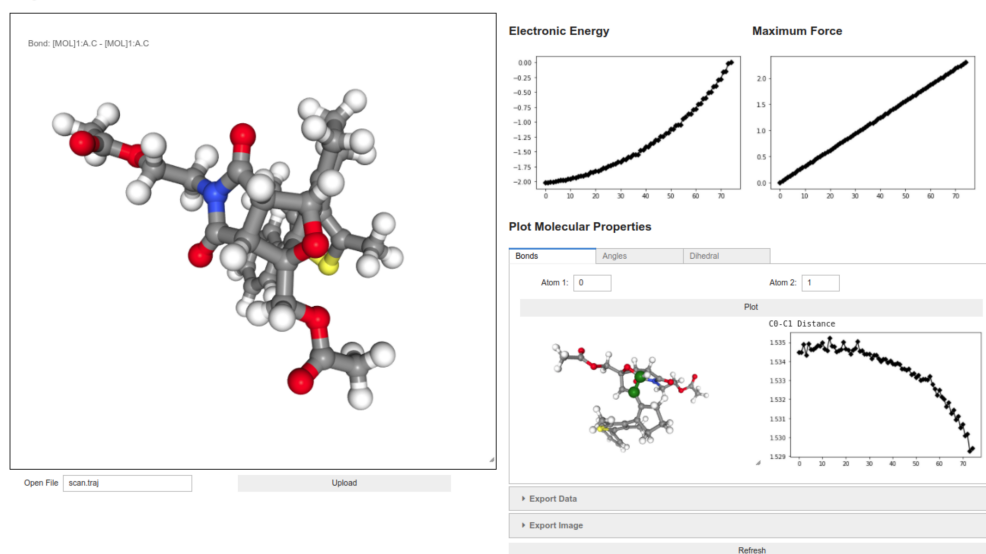 Bond: [MOL]1:A.C - [MOL]1:A.C
Open File scan.traj Upload
Electronic Energy
0.00
−0.25
−0.50
−0.75
−1.00
−1.25
−1.50
−1.75
−2.00
0 10 20 30 40 50 60 70
Maximum Force
2.0
1.5
1.0
0.5
0.0
0 10 20 30 40 50 60 70
Plot Molecular Properties
Bonds Angles Dihedral
Atom 1: 0 Atom 2: 1
Plot
C0-C1 Distance
1.535
1.534
1.533
1.532
1.531
1.530
1.529
0 10 20 30 40 50 60 70
Export Data
Export Image
Refresh